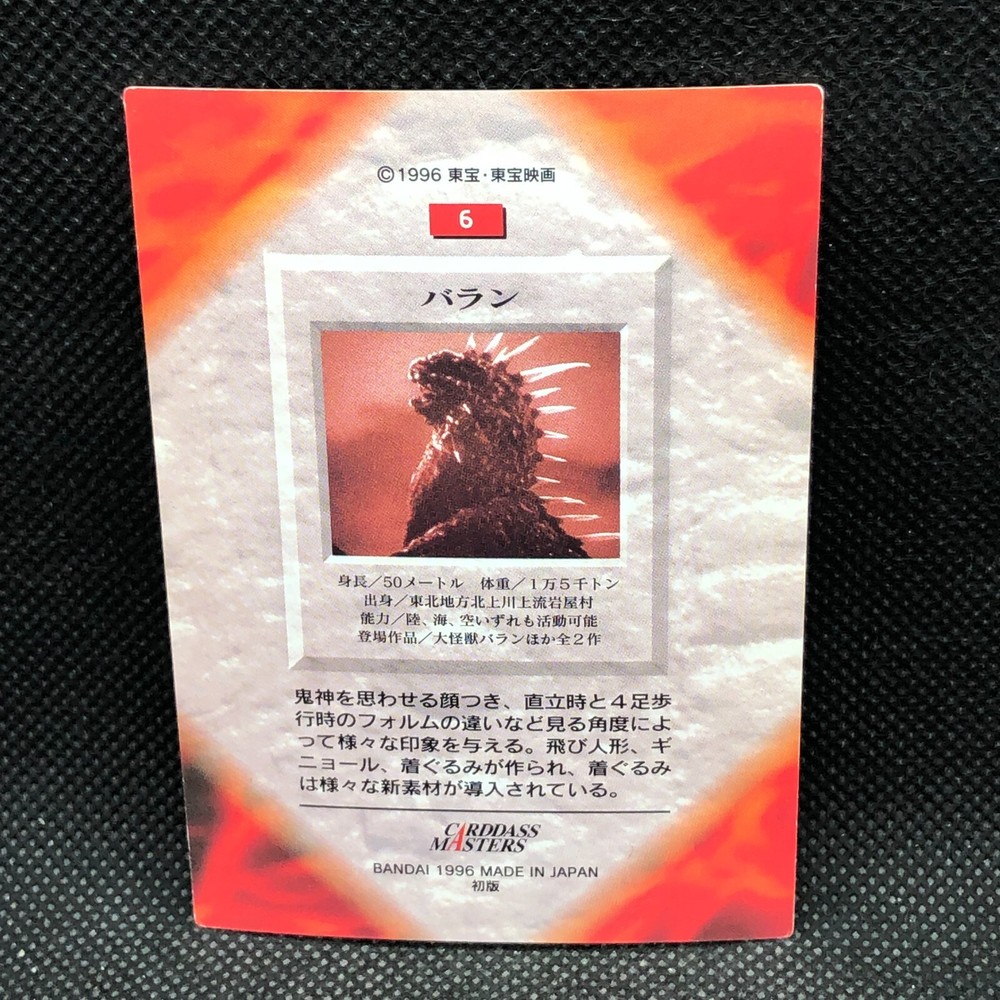 ©1996 東宝・東宝映画
6
バラン
身長／50メートル　体重／1万5千トン
出身／東北地方北上川上流岩屋村
能力／陸、海、空いずれも活動可能
登場作品／大怪獣バランほか全2作
鬼神を思わせる顔つき、直立時と4足歩
行時のフォルムの違いなど見る角度によ
って様々な印象を与える。飛び人形、ギ
ニョール、着ぐるみが作られ、着ぐるみ
は様々な新素材が導入されている。
CARDDASS
MASTERS
BANDAI 1996 MADE IN JAPAN
初版